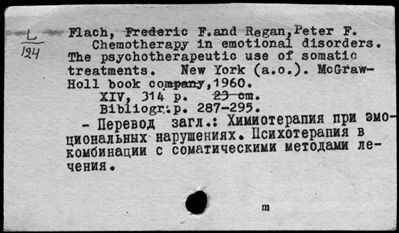 L
124
Flach, Frederic F.and Regan,Peter F.
Chemotherapy in emotional disorders.
The psychotherapeutic use of somatic
treatments. New York (a.o.). McGraw-
Holl book company,1960.
XIV, 314 p. 23 cm.
Bibliogr:p. 287-295.
- Перевод загл.: Химиотерапия при эмо-
циональных нарушениях. Психотерапия в
комбинации с соматическими методами ле-
чения.
m